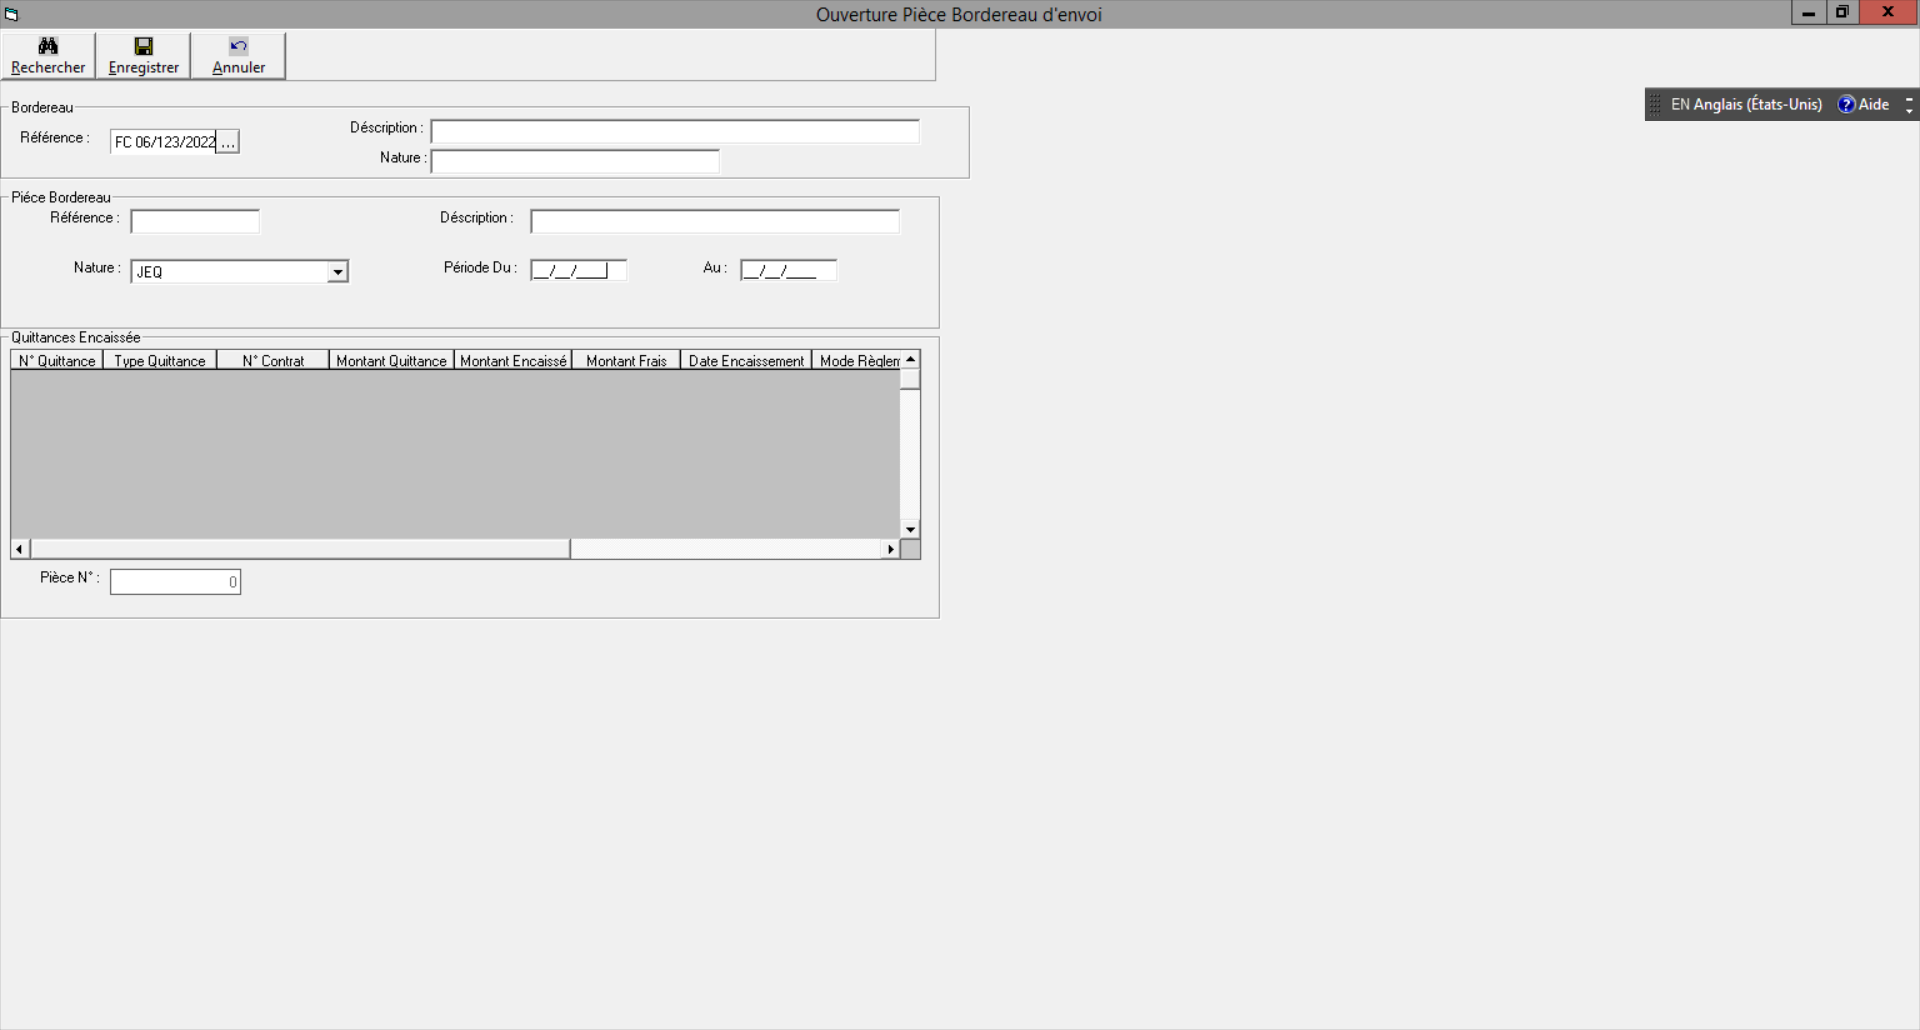 Ouverture Pièce Bordereau d'envoi
Rechercher Enregistrer Annuler
EN Anglais (États-Unis) ? Aide
Bordereau
Référence : FC 06/123/2022 ...
Déscription :
Nature :
Piéce Bordereau
Référence :
Déscription :
Nature : JEQ
Période Du : __/__/____
Au : __/__/____
Quittances Encaissée
N° Quittance Type Quittance N° Contrat Montant Quittance Montant Encaissé Montant Frais Date Encaissement Mode Règlem
Pièce N° : 0